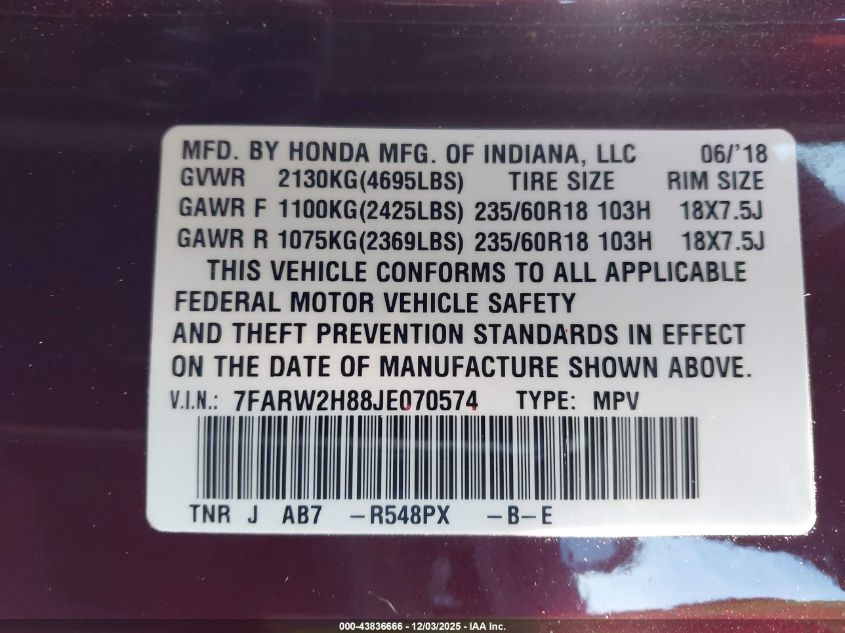 MFD. BY HONDA MFG. OF INDIANA, LLC 06/'18
GVWR 2130KG(4695LBS) TIRE SIZE RIM SIZE
GAWR F 1100KG(2425LBS) 235/60R18 103H 18X7.5J
GAWR R 1075KG(2369LBS) 235/60R18 103H 18X7.5J
THIS VEHICLE CONFORMS TO ALL APPLICABLE
FEDERAL MOTOR VEHICLE SAFETY
AND THEFT PREVENTION STANDARDS IN EFFECT
ON THE DATE OF MANUFACTURE SHOWN ABOVE.
V.I.N.: 7FARW2H88JE070574 TYPE: MPV
TNR J AB7 -R548PX -B-E
000-43836666 - 12/03/2025 - IAA Inc.